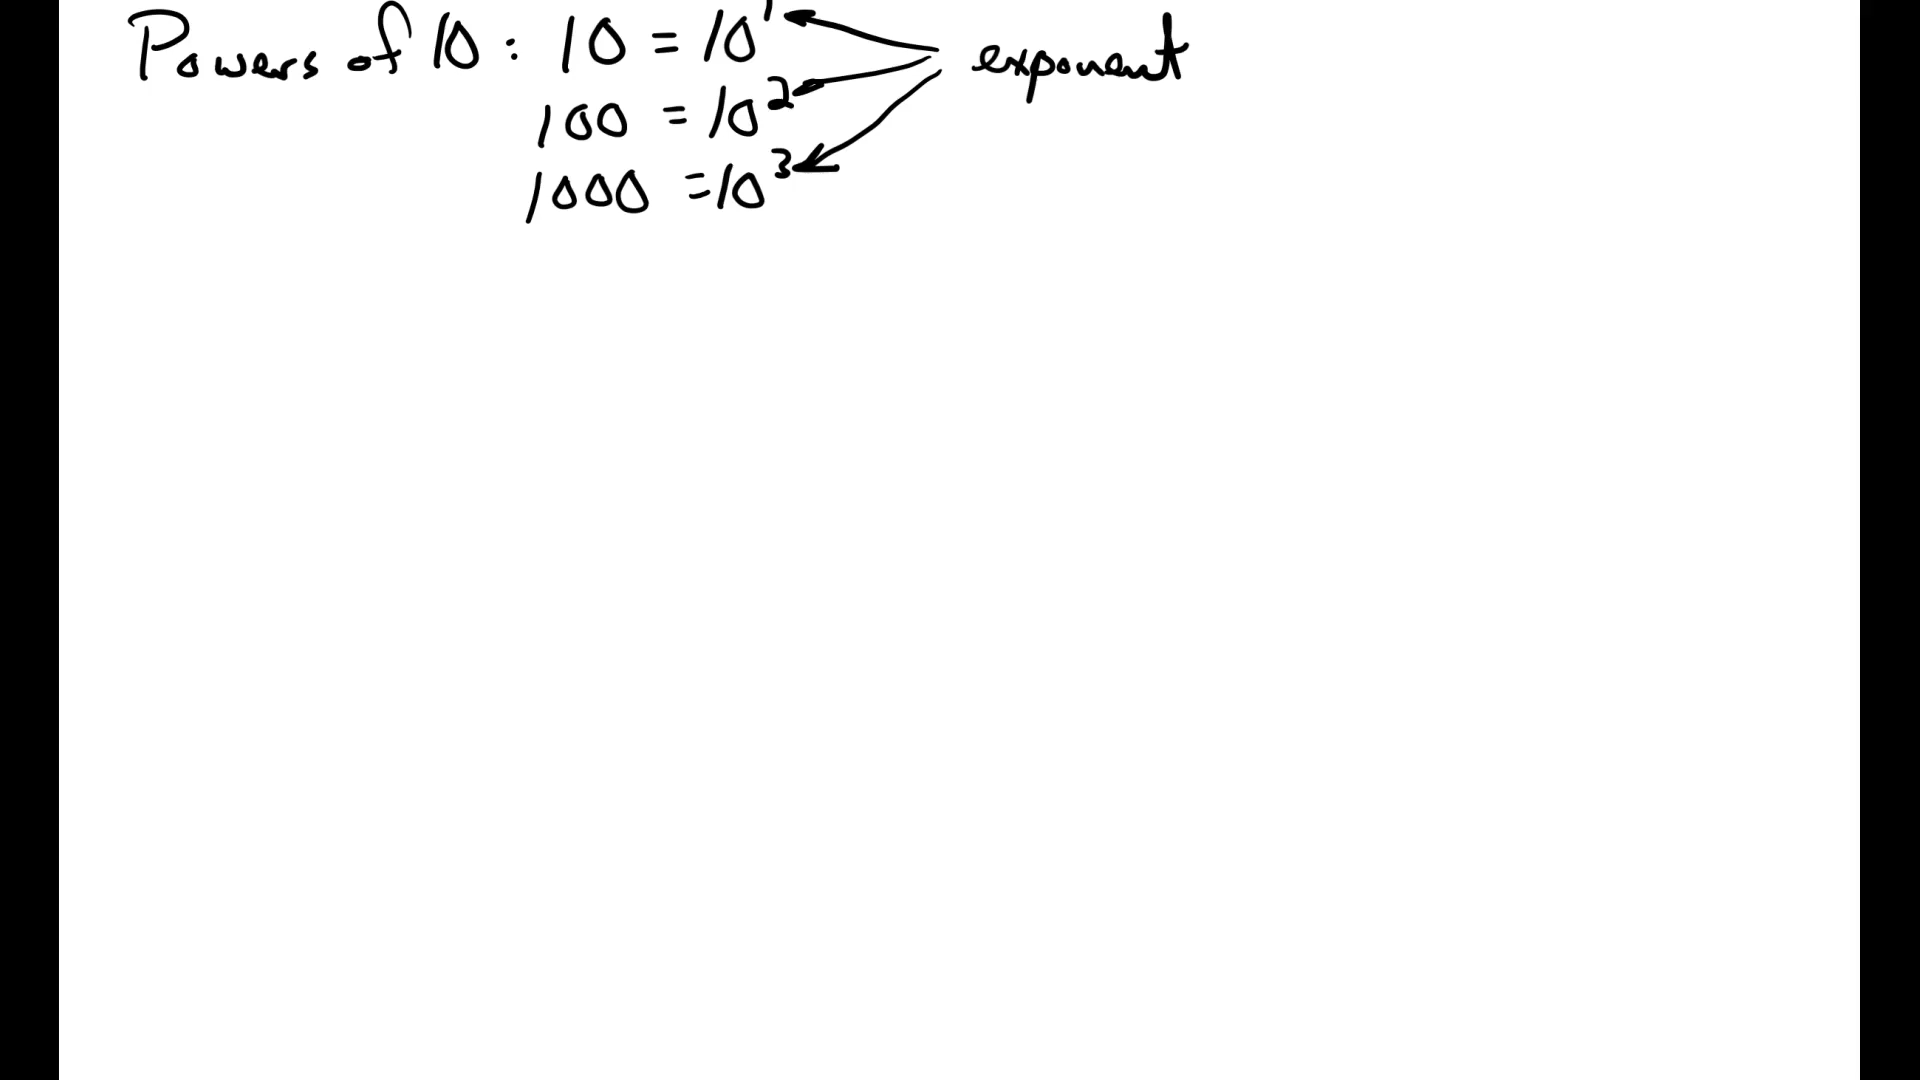 Powers of 10 : 10 = 10¹ exponent
100 = 10²
1000 = 10³